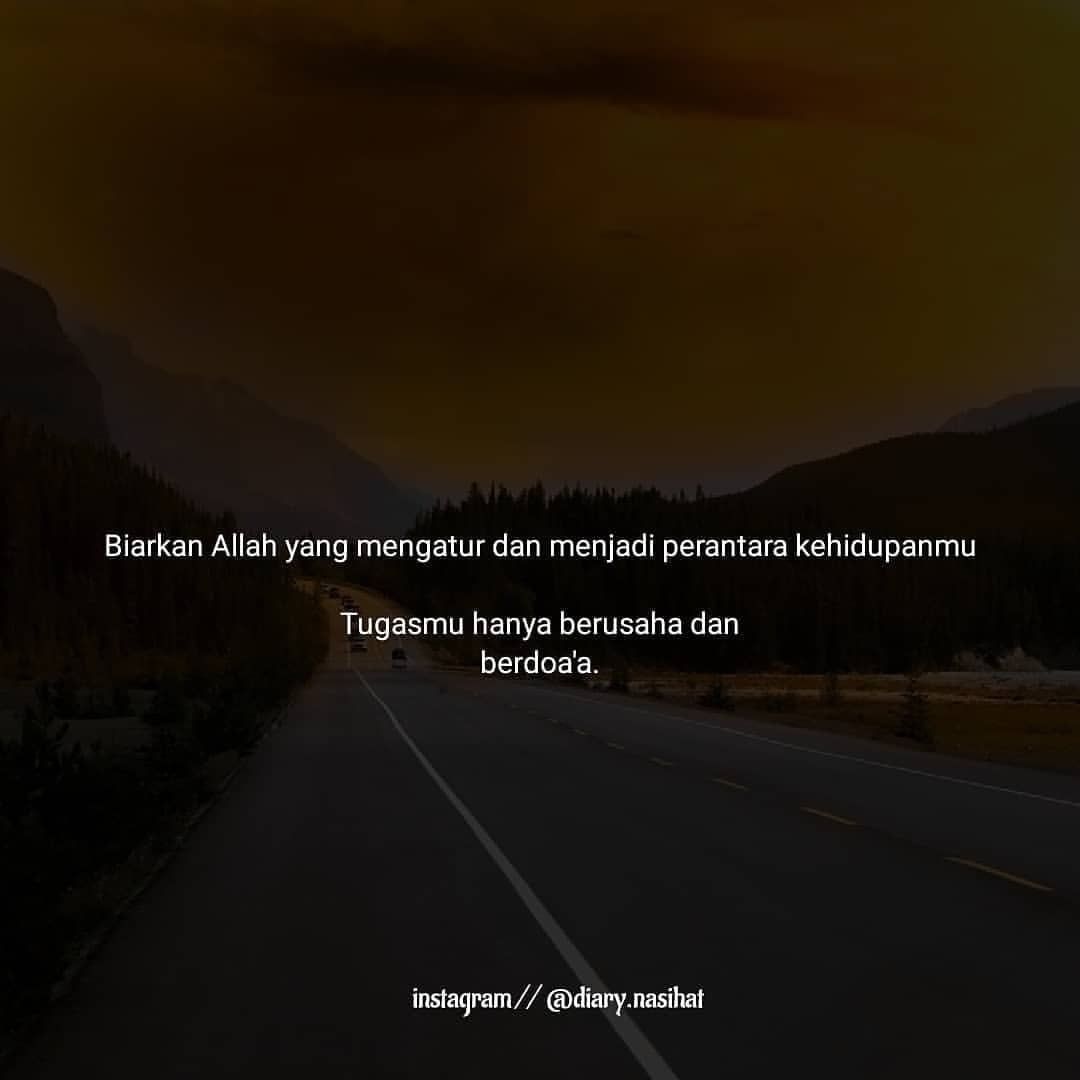 Biarkan Allah yang mengatur dan menjadi perantara kehidupanmu
Tugasmu hanya berusaha dan
berdoa'a.
instagram// @diary.nasihat